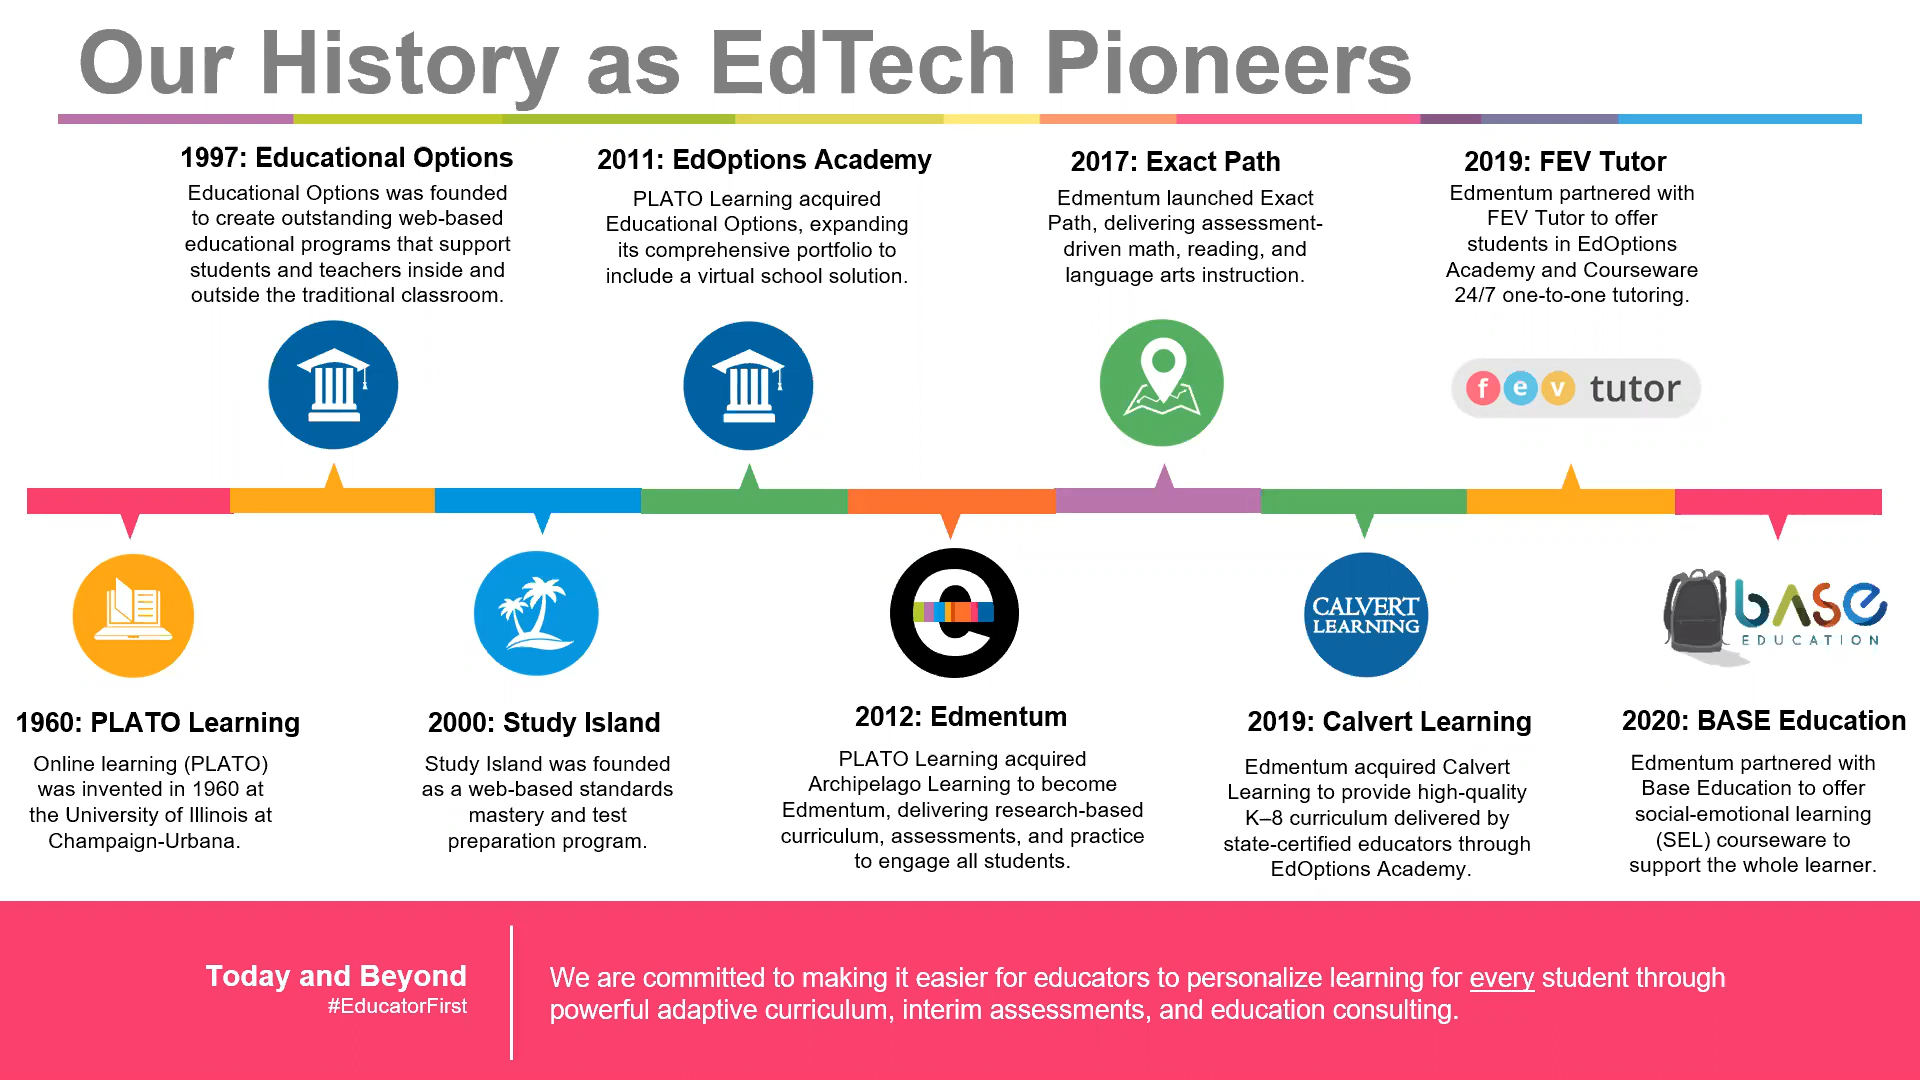 Our History as EdTech Pioneers
1997: Educational Options
Educational Options was founded
to create outstanding web-based
educational programs that support
students and teachers inside and
outside the traditional classroom.
2011: EdOptions Academy
PLATO Learning acquired
Educational Options, expanding
its comprehensive portfolio to
include a virtual school solution.
2017: Exact Path
Edmentum launched Exact
Path, delivering assessment-
driven math, reading, and
language arts instruction.
2019: FEV Tutor
Edmentum partnered with
FEV Tutor to offer
students in EdOptions
Academy and Courseware
24/7 one-to-one tutoring.
fev tutor
e
CALVERT
LEARNING
base
EDUCATION
1960: PLATO Learning
Online learning (PLATO)
was invented in 1960 at
the University of Illinois at
Champaign-Urbana.
2000: Study Island
Study Island was founded
as a web-based standards
mastery and test
preparation program.
2012: Edmentum
PLATO Learning acquired
Archipelago Learning to become
Edmentum, delivering research-based
curriculum, assessments, and practice
to engage all students.
2019: Calvert Learning
Edmentum acquired Calvert
Learning to provide high-quality
K–8 curriculum delivered by
state-certified educators through
EdOptions Academy.
2020: BASE Education
Edmentum partnered with
Base Education to offer
social-emotional learning
(SEL) courseware to
support the whole learner.
Today and Beyond
#EducatorFirst
We are committed to making it easier for educators to personalize learning for every student through
powerful adaptive curriculum, interim assessments, and education consulting.